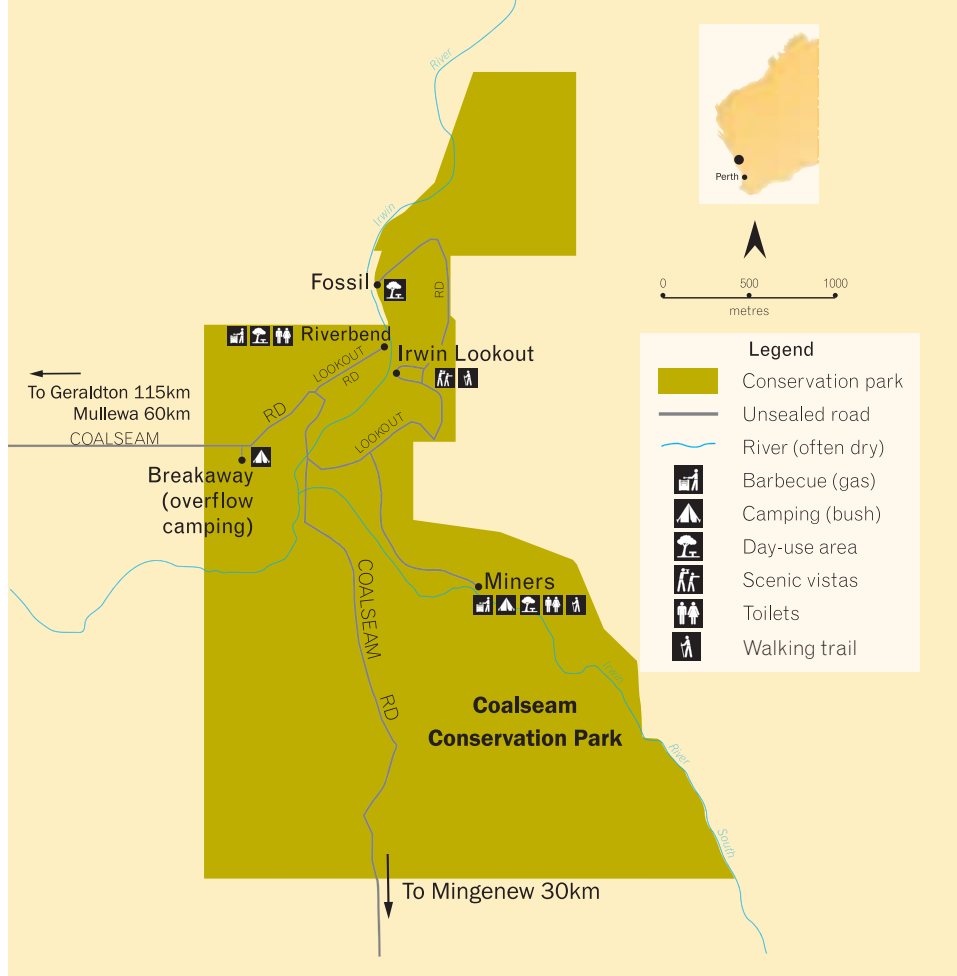 River
Irwin
Perth
Fossil
RD
0 500 1000
metres
Riverbend
Irwin Lookout
LOOKOUT
RD
Legend
Conservation park
Unsealed road
River (often dry)
Barbecue (gas)
Camping (bush)
Day-use area
Scenic vistas
Toilets
Walking trail
To Geraldton 115km
Mullewa 60km
COALSEAM
RD
LOOKOUT
Breakaway
(overflow
camping)
COALSEAM
RD
Miners
Irwin
River
South
Coalseam
Conservation Park
To Mingenew 30km